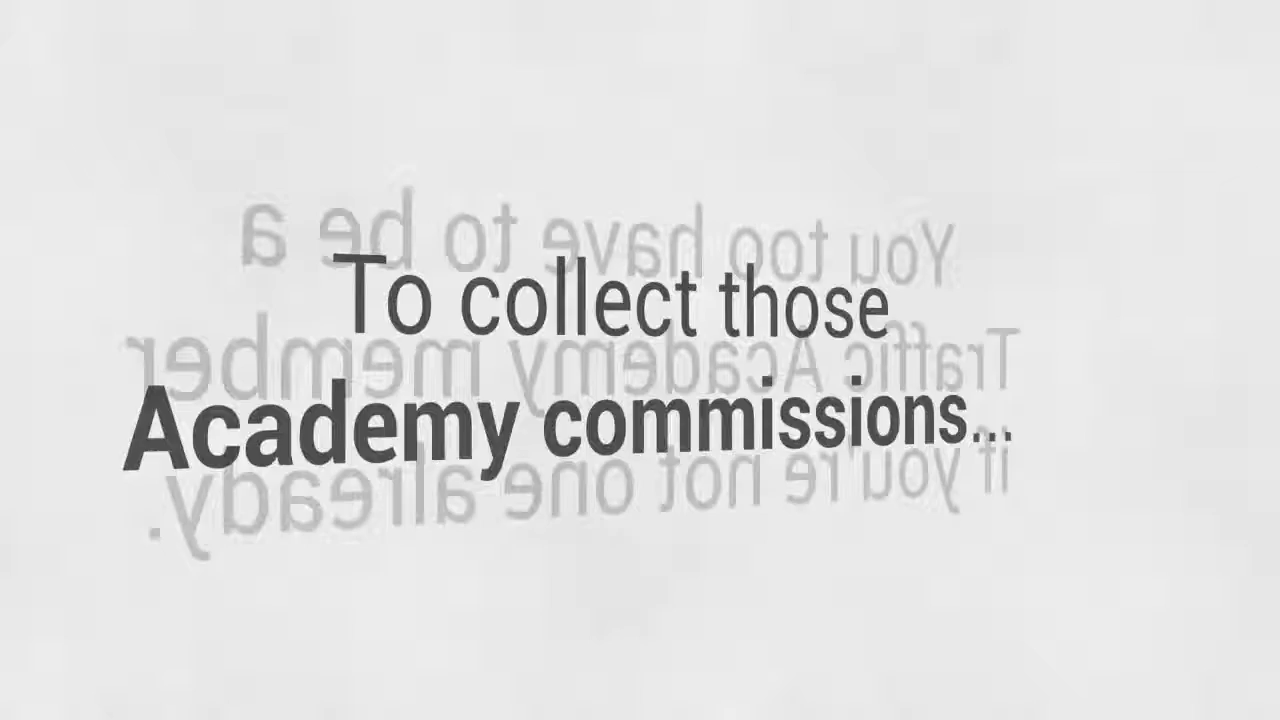 To collect those
Academy commissions...
You too have to be a
Traffic Academy member
if you're not one already.